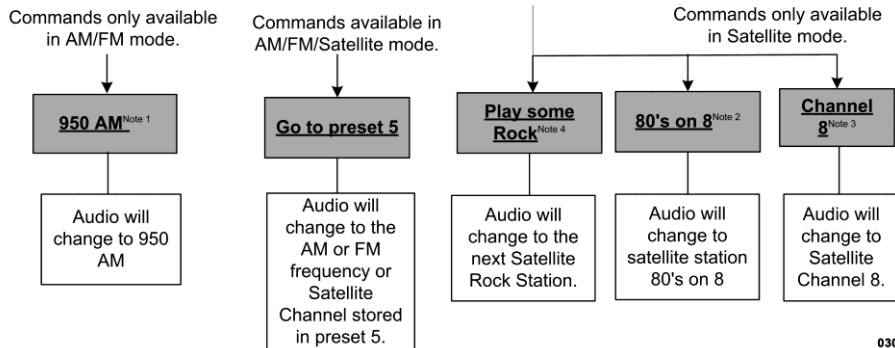 Commands only available
in AM/FM mode.
Commands available in
AM/FM/Satellite mode.
Commands only available
in Satellite mode.
950 AM Note 1
Go to preset 5
Play some
Rock Note 4
80's on 8 Note 2
Channel
8 Note 3
Audio will
change to 950
AM
Audio will
change to the
AM or FM
frequency or
Satellite
Channel stored
in preset 5.
Audio will
change to the
next Satellite
Rock Station.
Audio will
change to
satellite station
80's on 8
Audio will
change to
Satellite
Channel 8.